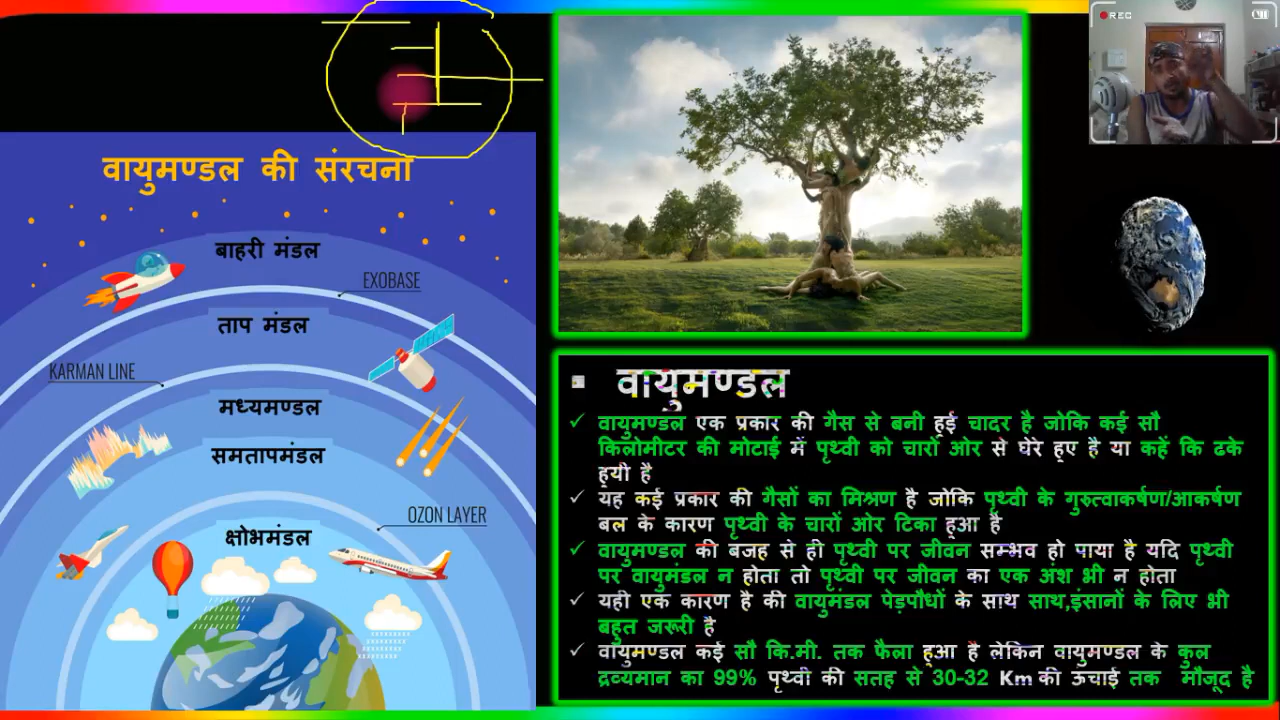 REC
वायुमण्डल की संरचना
बाहरी मंडल
EXOBASE
ताप मंडल
KARMAN LINE
मध्यमण्डल
समतापमंडल
OZON LAYER
क्षोभमंडल
वायुमण्डल
वायुमण्डल एक प्रकार की गैस से बनी हुई चादर है जोकि कई सौ
किलोमीटर की मोटाई में पृथ्वी को चारों ओर से घेरे हुए है या कहें कि ढके
हुयी है
यह कई प्रकार की गैसों का मिश्रण है जोकि पृथ्वी के गुरुत्वाकर्षण/आकर्षण
बल के कारण पृथ्वी के चारों ओर टिका हुआ है
वायुमण्डल की बजह से ही पृथ्वी पर जीवन सम्भव हो पाया है यदि पृथ्वी
पर वायुमंडल न होता तो पृथ्वी पर जीवन का एक अंश भी न होता
यही एक कारण है की वायुमंडल पेड़पौधों के साथ साथ,इंसानों के लिए भी
बहुत जरूरी है
वायुमण्डल कई सौ कि.मी. तक फैला हुआ है लेकिन वायुमण्डल के कुल
द्रव्यमान का 99% पृथ्वी की सतह से 30-32 Km की ऊंचाई तक मौजूद है